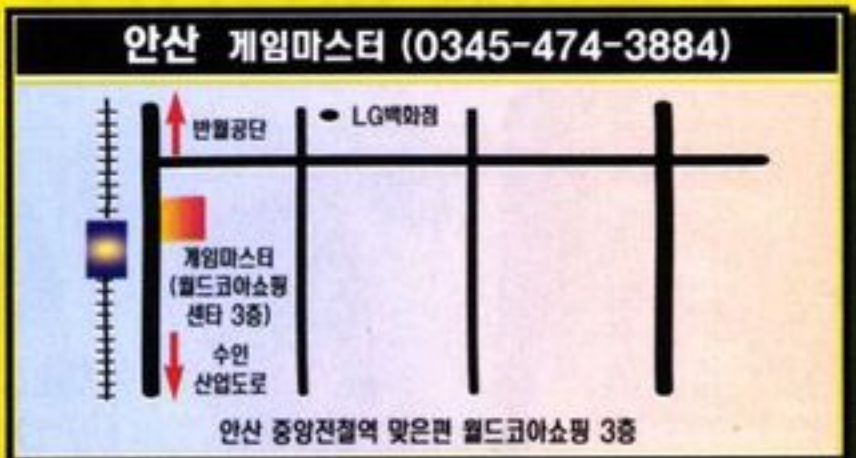 안산 게임마스터 (0345-474-3884)
반월공단
LG백화점
게임마스터
(월드코아쇼핑
센타 3층)
수인
산업도로
안산 중앙전철역 맞은편 월드코아쇼핑 3층